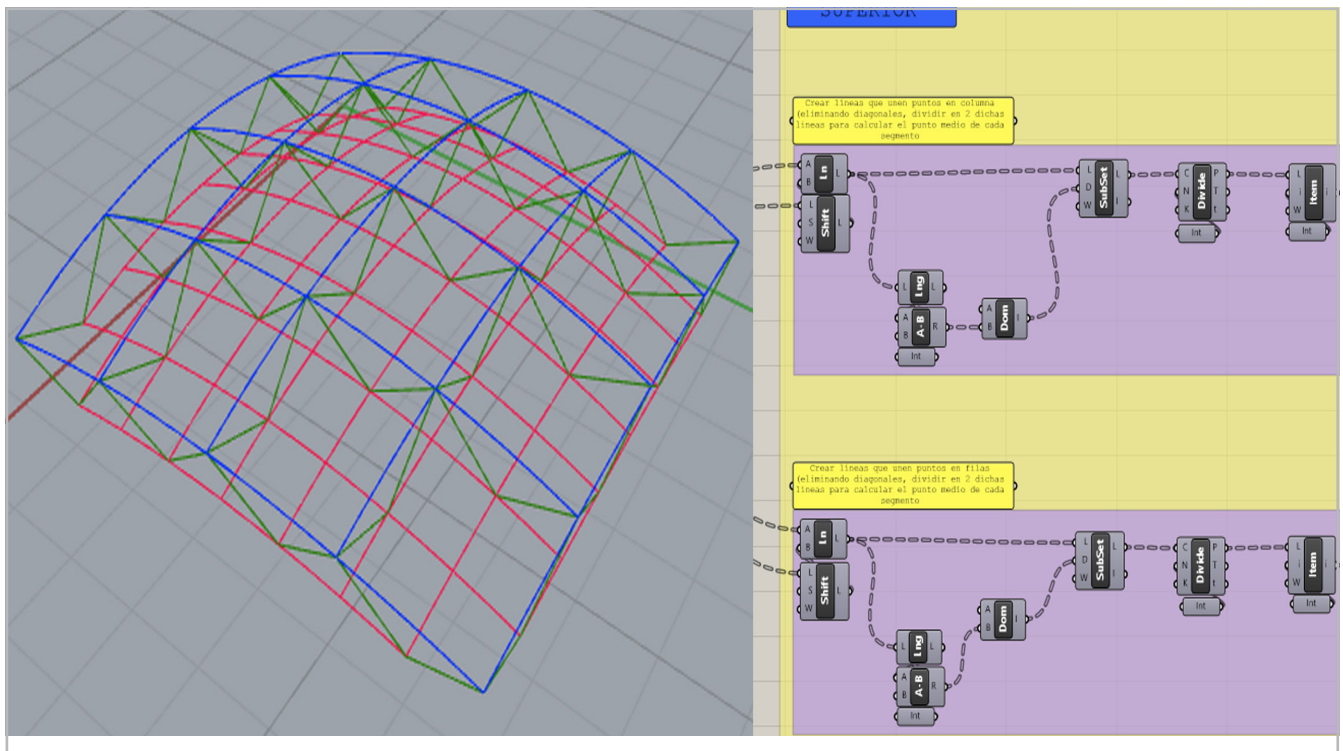 SUPERIOR
Crear lineas que unen puntos en columna
(eliminando diagonales, dividir en 2 dichas
lineas para calcular el punto medio de cada
segmento
A
B
Ln
L
L
S
W
Shift
L
L
D
W
SubSet
L
I
C
N
K
Divide
P
T
t
Int
L
i
W
Item
i
Int
L
Lng
L
A
B
A-B
R
Int
A
B
Dom
I
Crear lineas que unen puntos en filas
(eliminando diagonales, dividir en 2 dichas
lineas para calcular el punto medio de cada
segmento
A
B
Ln
L
L
S
W
Shift
L
L
D
W
SubSet
L
I
C
N
K
Divide
P
T
t
Int
L
i
W
Item
i
Int
A
B
Dom
I
L
Lng
L
A
B
A-B
R
Int